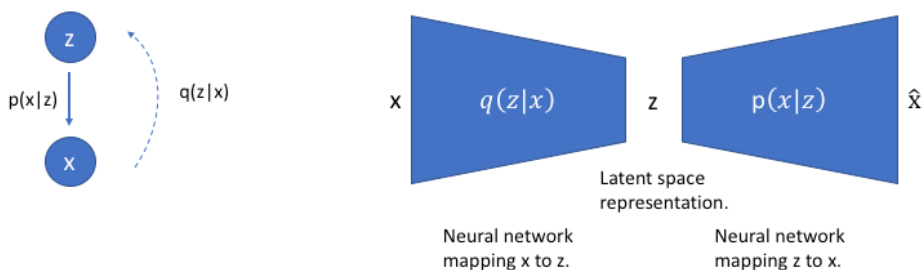 z
p(x|z)
q(z|x)
x
x
q(z|x)
z
p(x|z)
x̂
Latent space
representation.
Neural network
mapping x to z.
Neural network
mapping z to x.